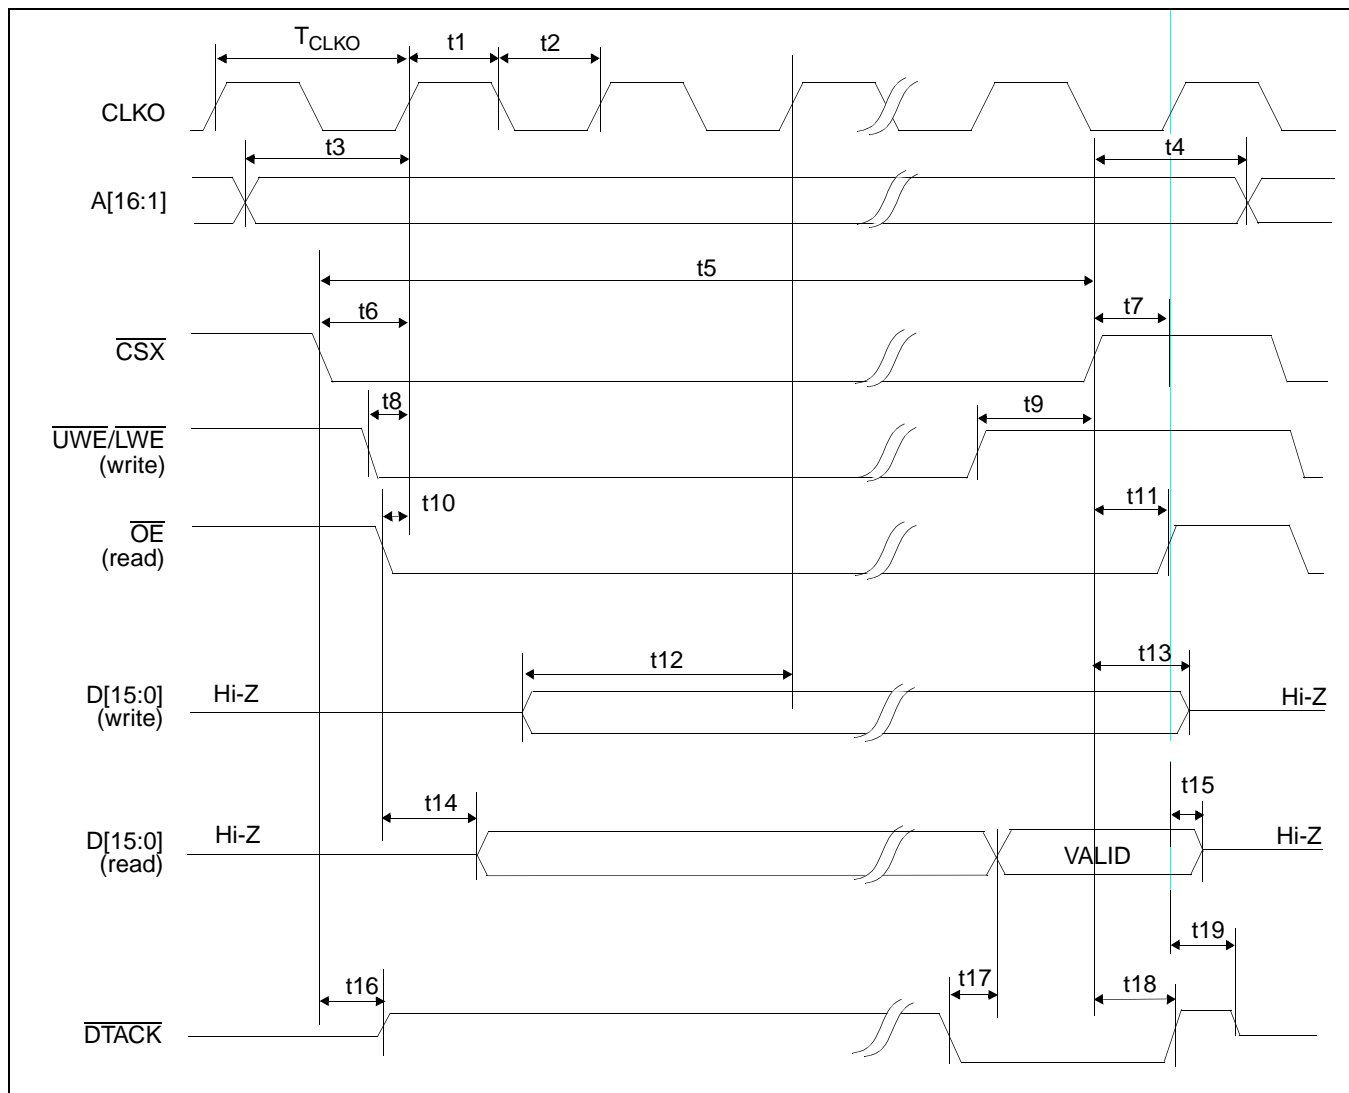 TCLKO t1 t2
CLKO
t3 t4
A[16:1]
t5
t6 t7
CSX
t8 t9
UWE/LWE
(write)
t10 t11
OE
(read)
t12 t13
D[15:0]
(write)
Hi-Z Hi-Z
t14 t15
D[15:0]
(read)
Hi-Z VALID Hi-Z
t19
t16 t17 t18
DTACK